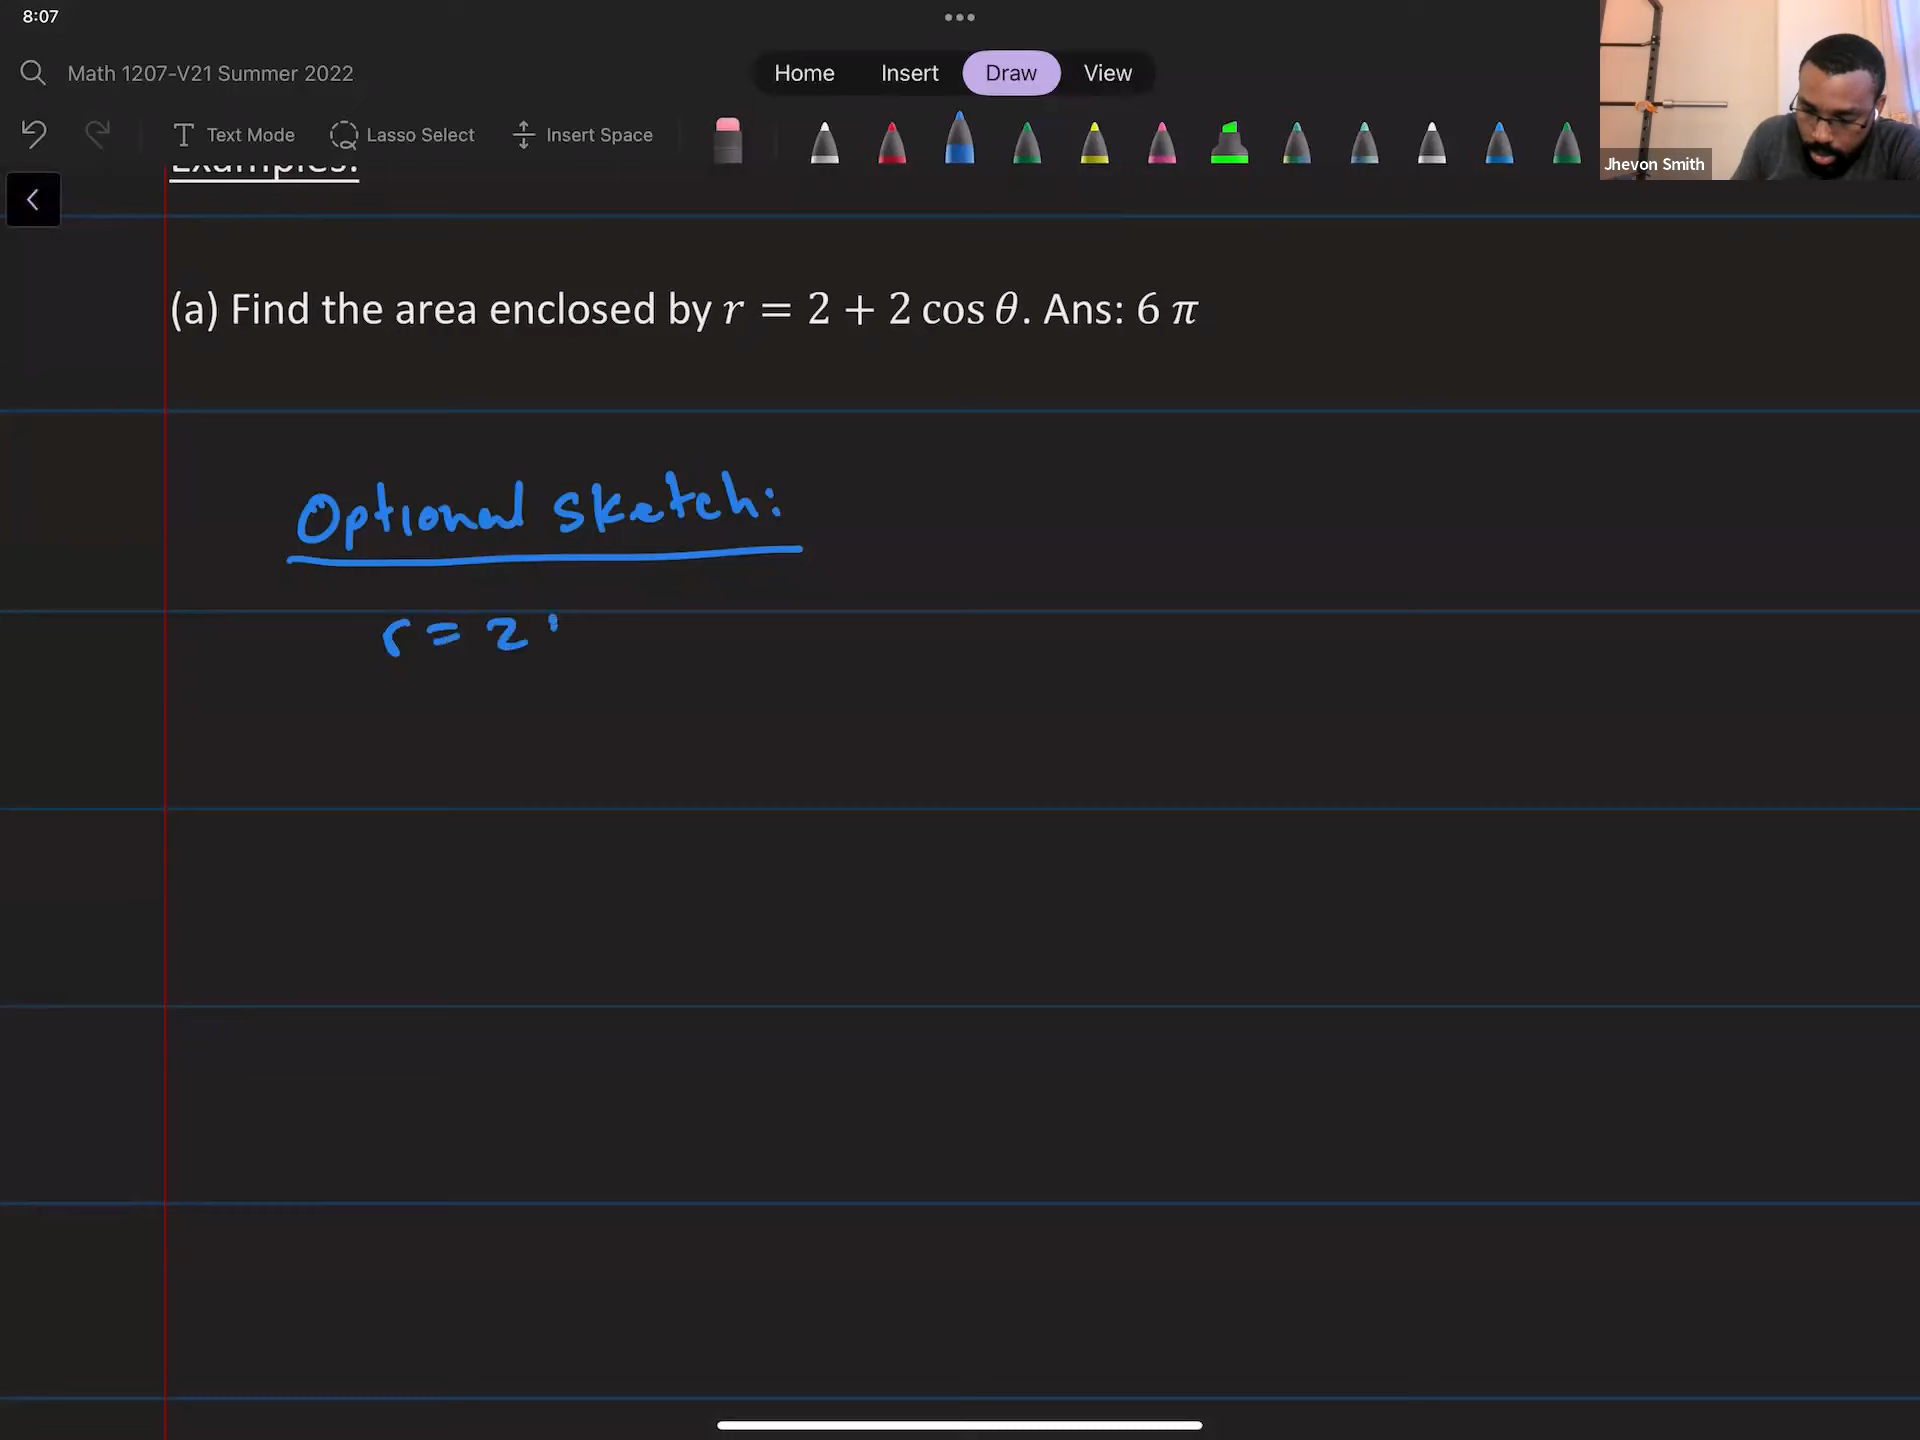 8:07
Math 1207-V21 Summer 2022
Home Insert Draw View
Text Mode Lasso Select Insert Space
Jhevon Smith
Examples:
(a) Find the area enclosed by r = 2 + 2 cos θ. Ans: 6 π
Optional sketch:
r = 2